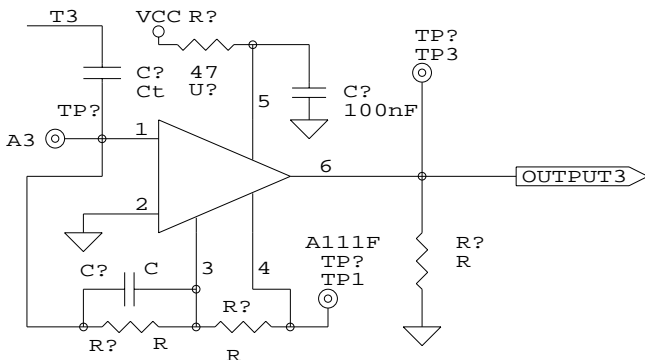 T3
VCC R?
TP?
TP3
C?
Ct
47
U?
C?
100nF
TP?
5
A3
1
6
OUTPUT3
2
A111F
TP?
TP1
R?
R
C? C
3
4
R?
R? R
R